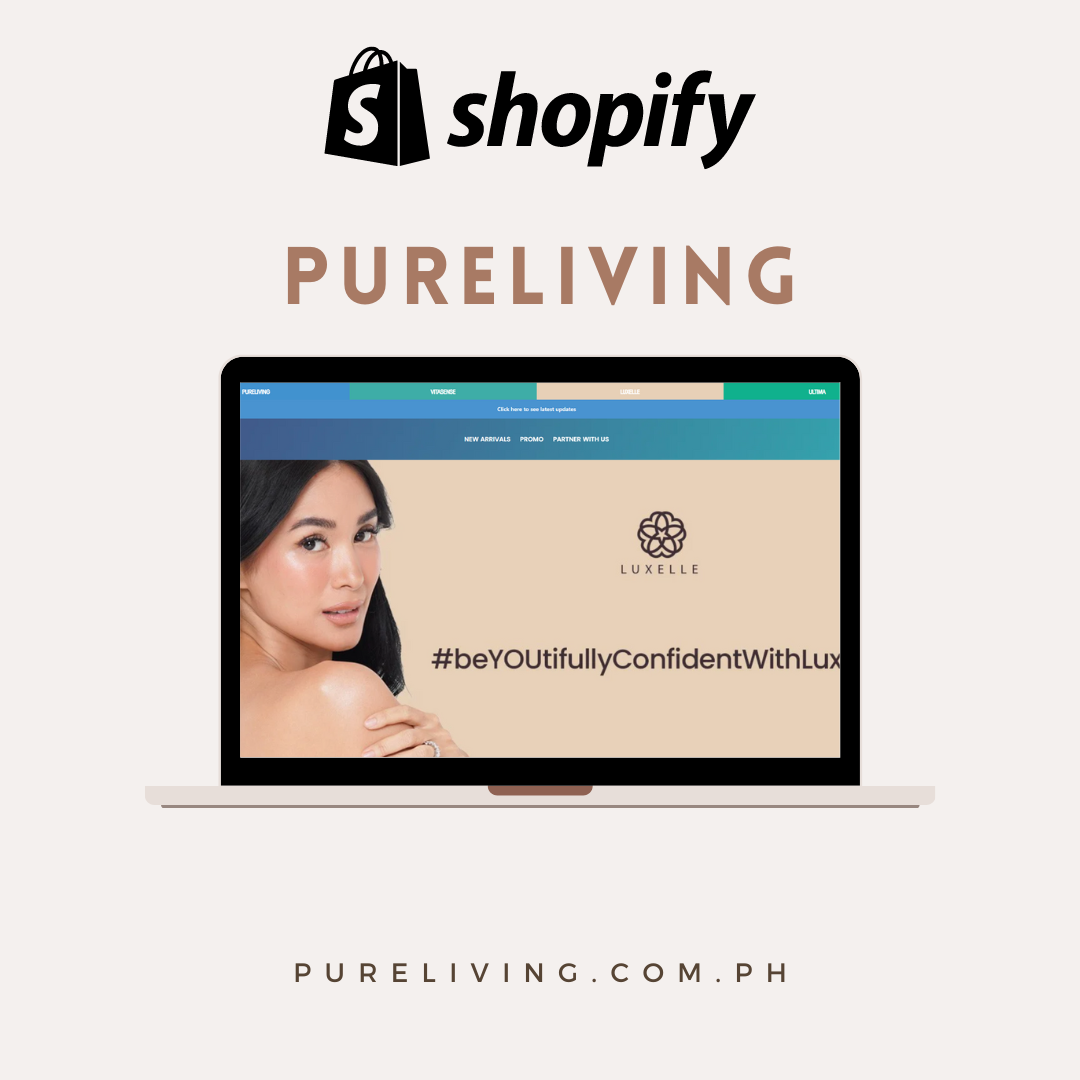 shopify
PURELIVING
PURELIVING VITASENSE LUXELLE ULTIMA
Click here to see latest updates
NEW ARRIVALS PROMO PARTNER WITH US
LUXELLE
#beYOUtifullyConfidentWithLux
PURELIVING.COM.PH